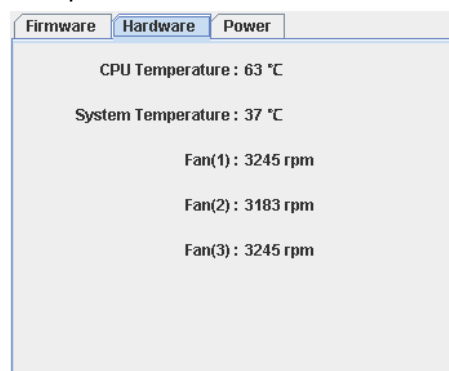 Firmware Hardware Power
CPU Temperature : 63 °C
System Temperature : 37 °C
Fan(1) : 3245 rpm
Fan(2) : 3183 rpm
Fan(3) : 3245 rpm